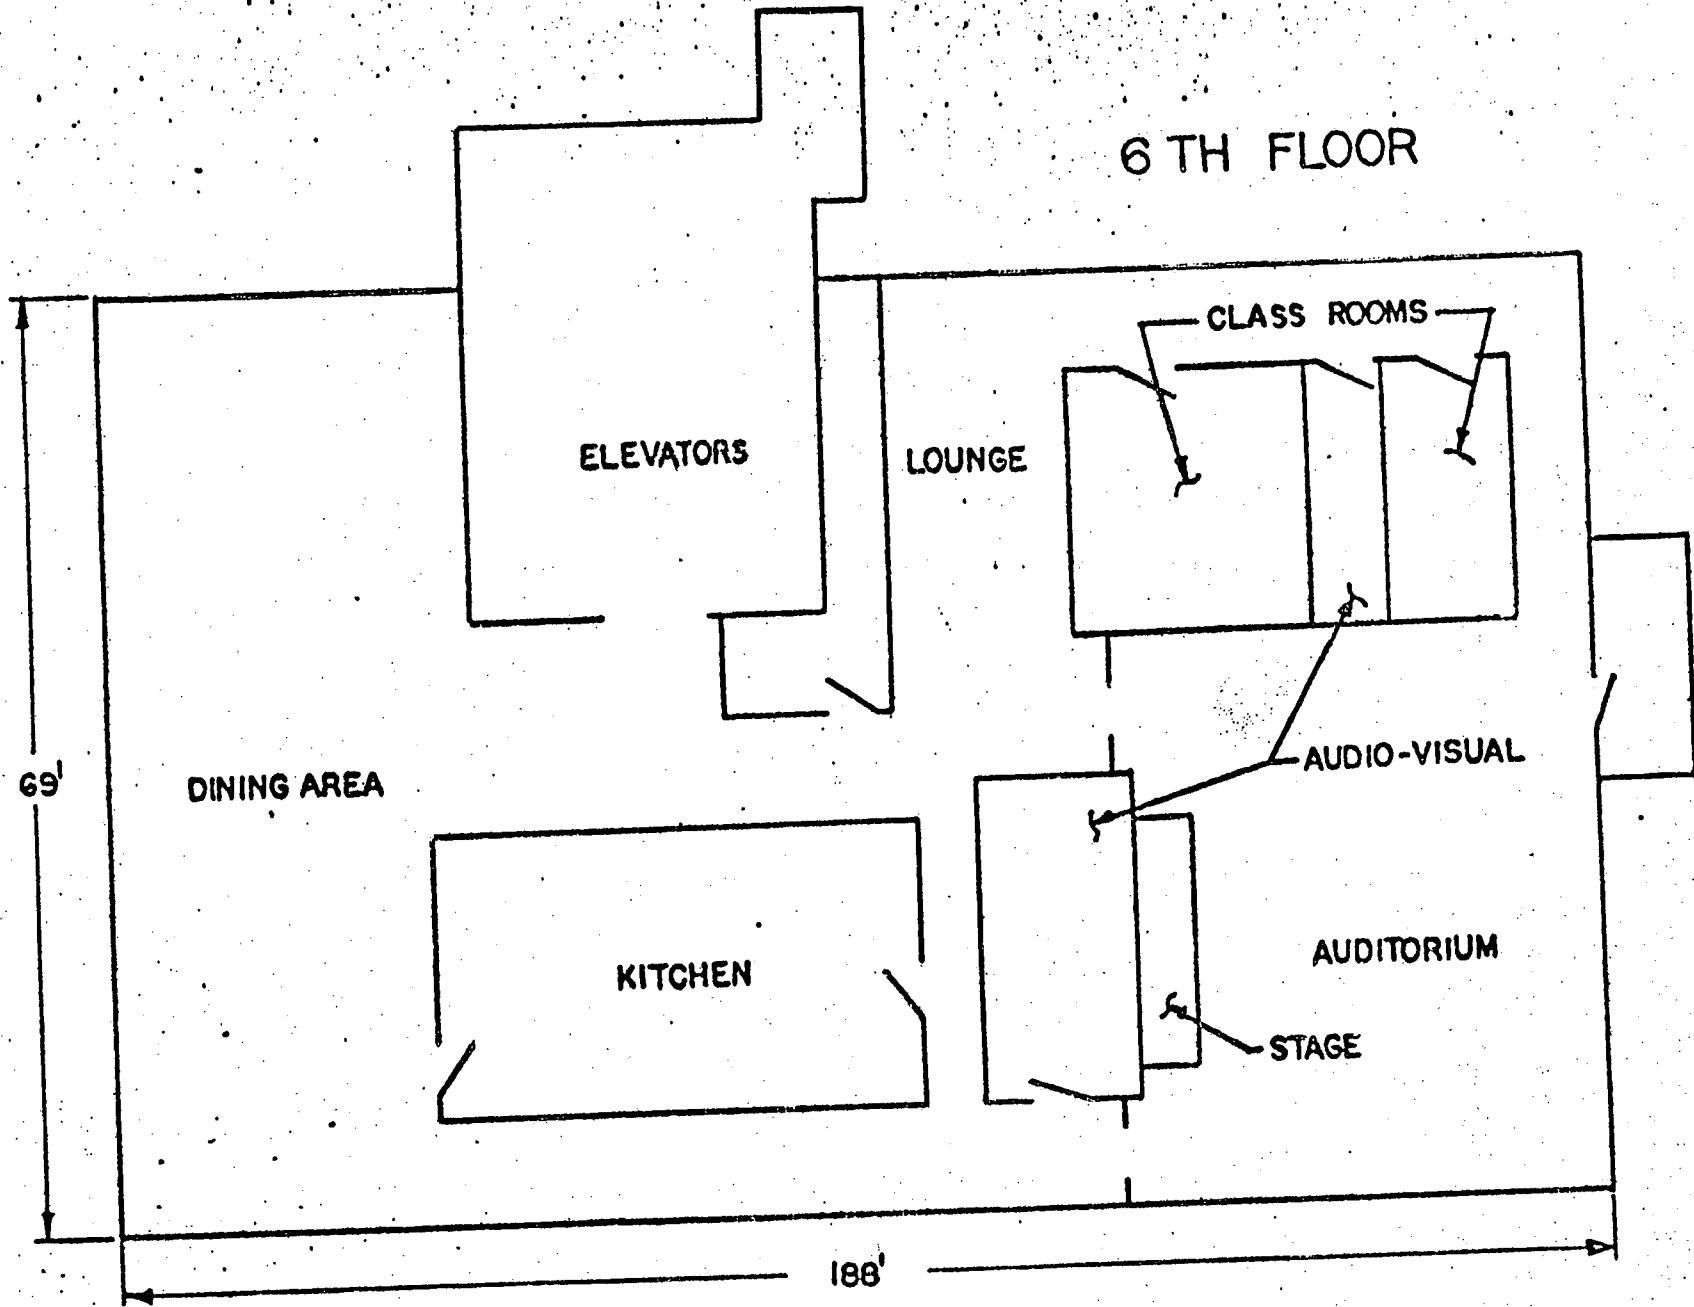 6 TH FLOOR
CLASS ROOMS
ELEVATORS
LOUNGE
69'
DINING AREA
AUDIO-VISUAL
KITCHEN
AUDITORIUM
STAGE
188'